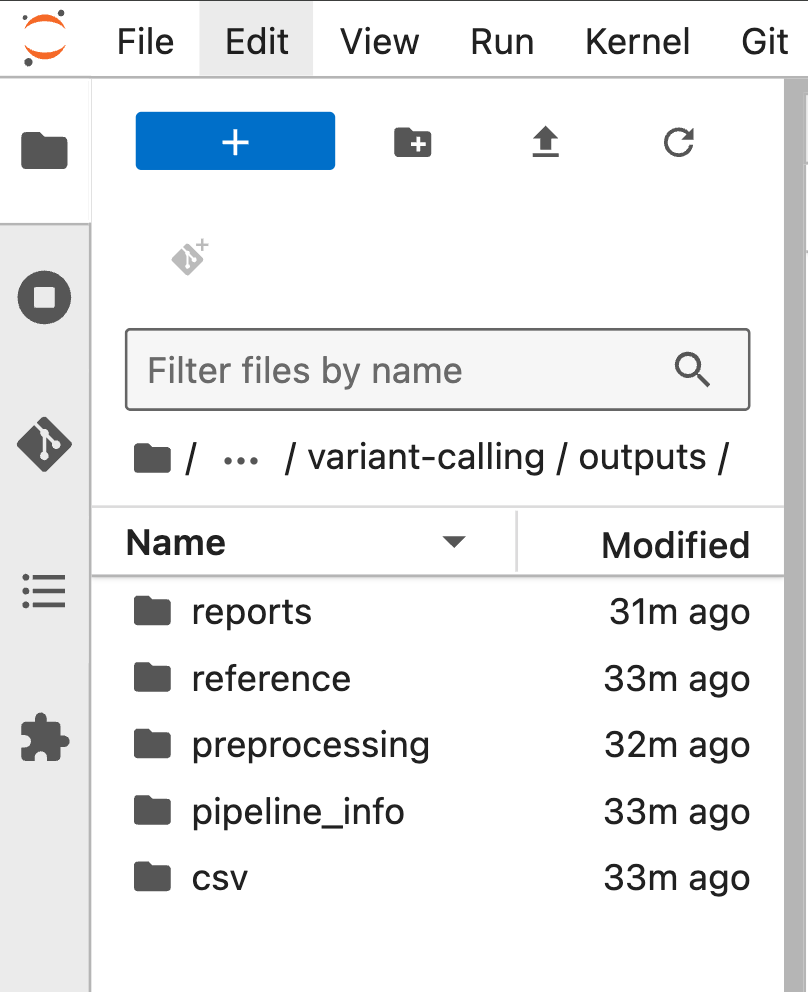 File Edit View Run Kernel Git
Filter files by name
/ ... / variant-calling / outputs /
Name Modified
reports 31m ago
reference 33m ago
preprocessing 32m ago
pipeline_info 33m ago
csv 33m ago